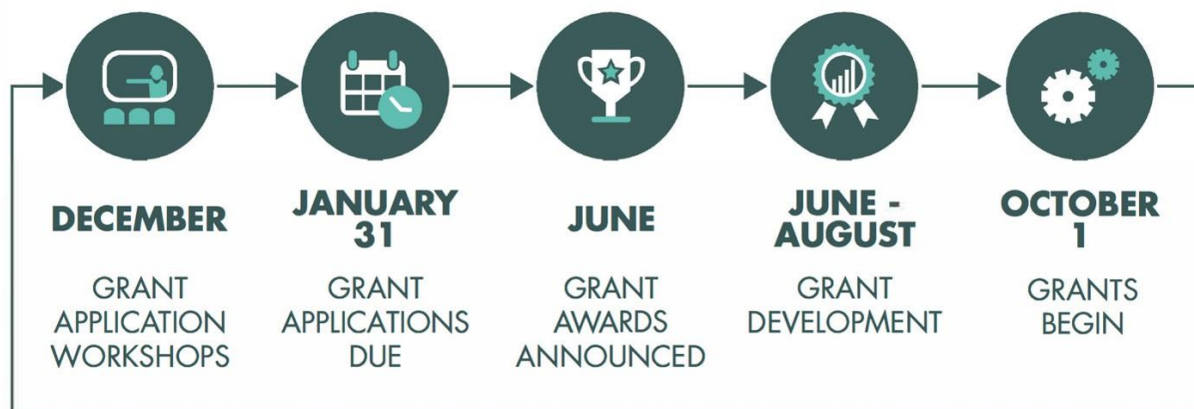 DECEMBER
GRANT
APPLICATION
WORKSHOPS
JANUARY
31
GRANT
APPLICATIONS
DUE
JUNE
GRANT
AWARDS
ANNOUNCED
JUNE -
AUGUST
GRANT
DEVELOPMENT
OCTOBER
1
GRANTS
BEGIN